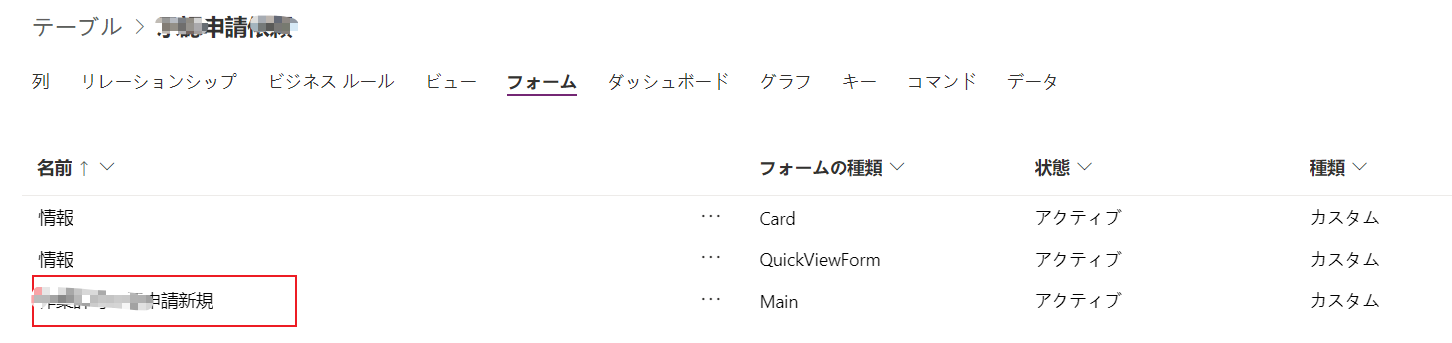 テーブル > 申請依頼
列 リレーションシップ ビジネス ルール ビュー フォーム ダッシュボード グラフ キー コマンド データ
名前 ↑ フォームの種類 状態 種類
情報 ··· Card アクティブ カスタム
情報 ··· QuickViewForm アクティブ カスタム
申請新規 ··· Main アクティブ カスタム